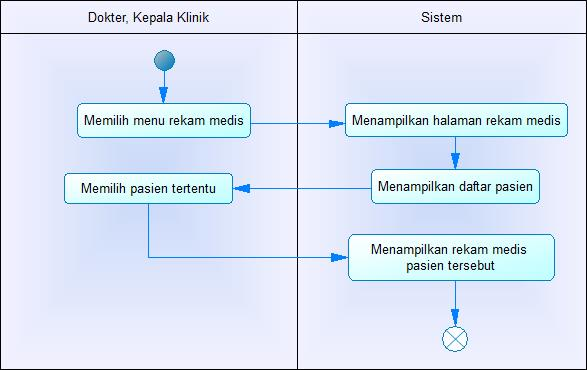 Dokter, Kepala Klinik
Sistem
Memilih menu rekam medis
Menampilkan halaman rekam medis
Menampilkan daftar pasien
Memilih pasien tertentu
Menampilkan rekam medis
pasien tersebut